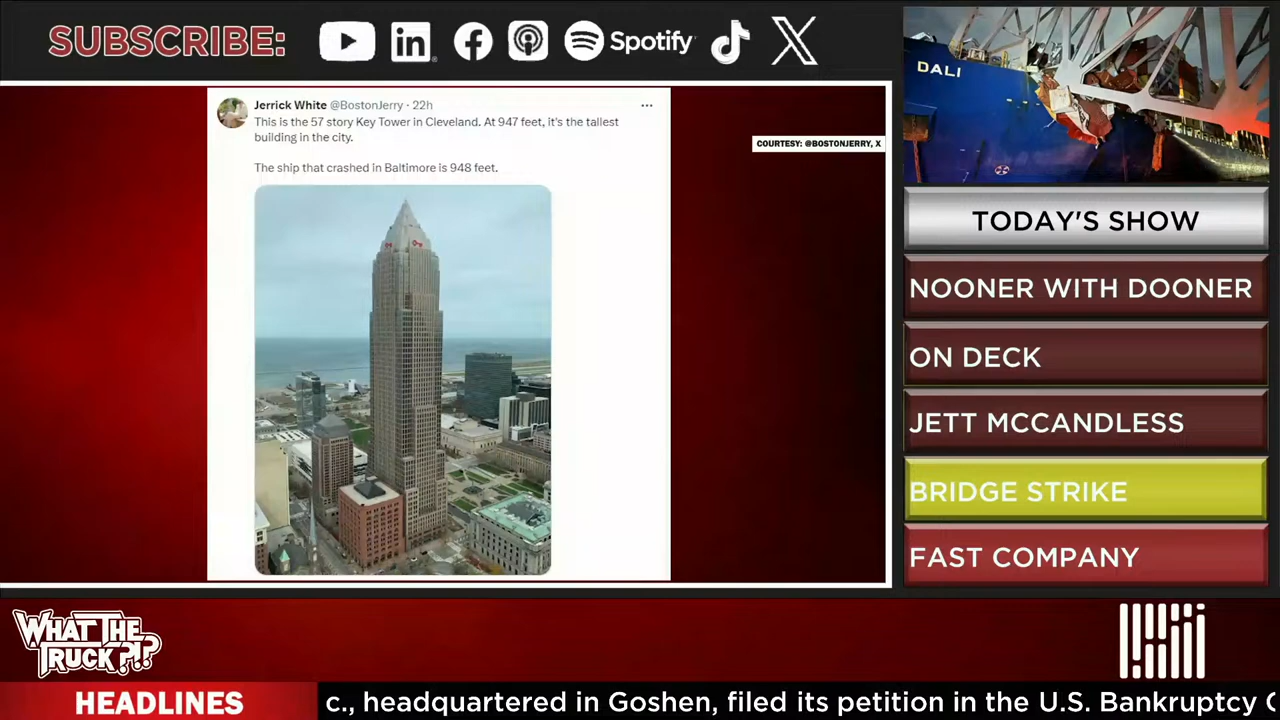 SUBSCRIBE:
Spotify
DALI
Jerrick White @BostonJerry · 22h
This is the 57 story Key Tower in Cleveland. At 947 feet, it's the tallest
building in the city.
The ship that crashed in Baltimore is 948 feet.
COURTESY: @BOSTONJERRY, X
TODAY'S SHOW
NOONER WITH DOONER
ON DECK
JETT MCCANDLESS
BRIDGE STRIKE
FAST COMPANY
WHAT THE
TRUCK?!?
HEADLINES
c., headquartered in Goshen, filed its petition in the U.S. Bankruptcy